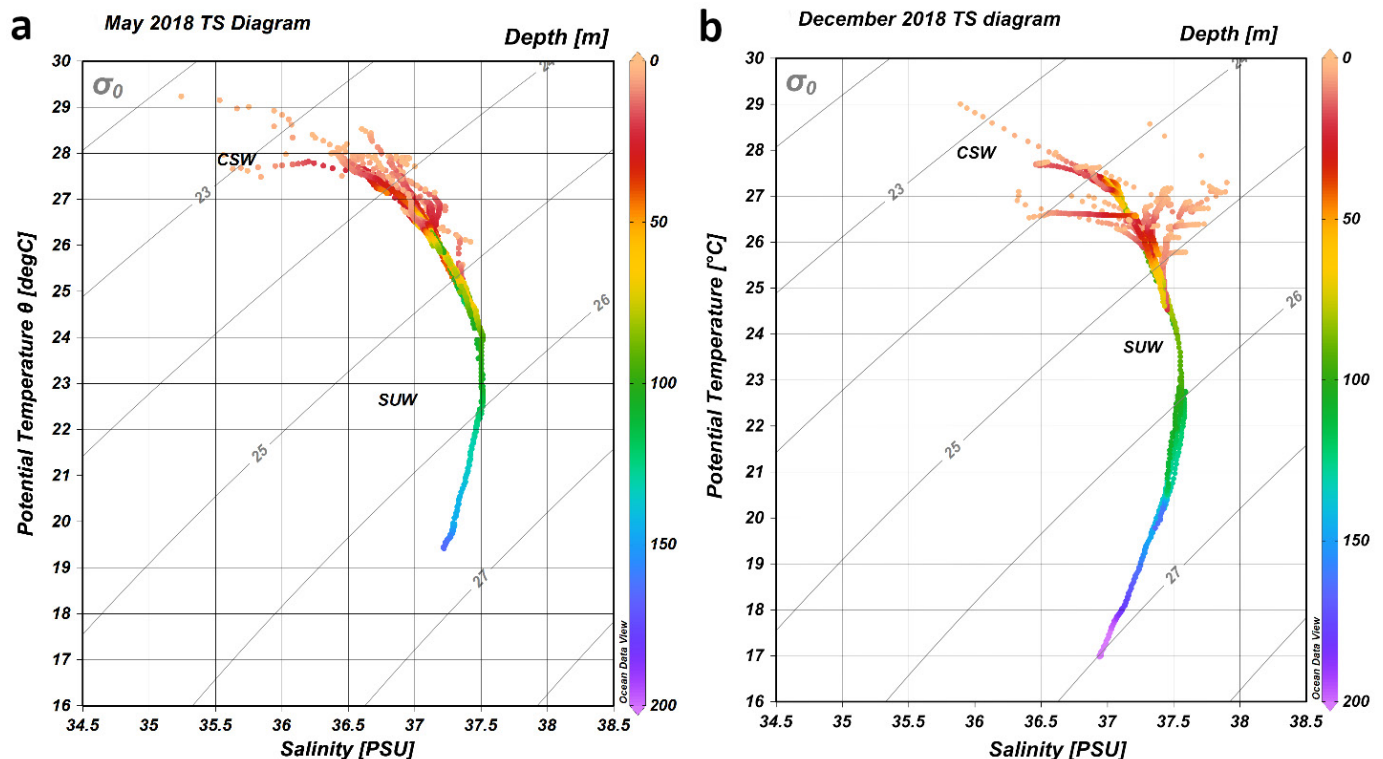 a
May 2018 TS Diagram
Depth [m]
σ0
30
29
28
27
26
25
24
23
22
21
20
19
18
17
16
Potential Temperature θ [degC]
CSW
SUW
23
25
26
27
34.5 35 35.5 36 36.5 37 37.5 38 38.5
Salinity [PSU]
0
50
100
150
200
Ocean Data View
b
December 2018 TS diagram
Depth [m]
σ0
30
29
28
27
26
25
24
23
22
21
20
19
18
17
16
Potential Temperature [°C]
CSW
SUW
23
25
26
27
34.5 35 35.5 36 36.5 37 37.5 38 38.5
Salinity [PSU]
0
50
100
150
200
Ocean Data View